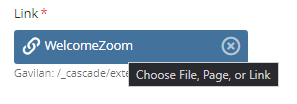 Link *
WelcomeZoom
Gavilan: /_cascade/exte
Choose File, Page, or Link